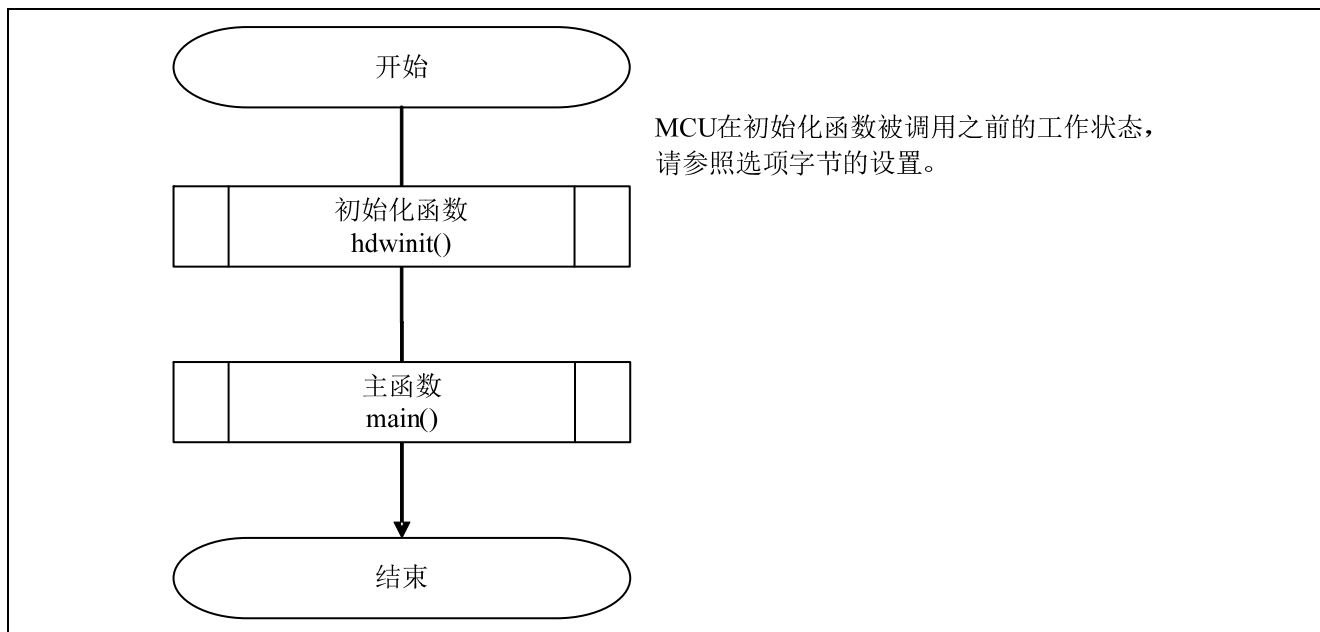 开始
MCU在初始化函数被调用之前的工作状态，
请参照选项字节的设置。
初始化函数
hdwinit()
主函数
main()
结束